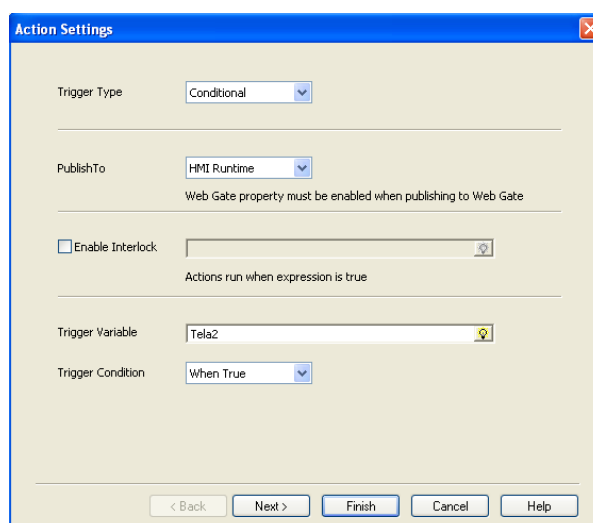 Action Settings
Trigger Type Conditional
PublishTo HMI Runtime
Web Gate property must be enabled when publishing to Web Gate
Enable Interlock
Actions run when expression is true
Trigger Variable Tela2
Trigger Condition When True
< Back Next > Finish Cancel Help